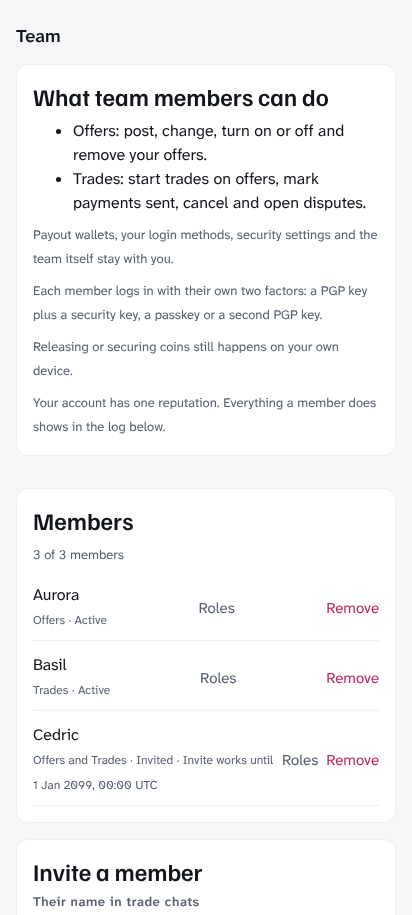 Team
What team members can do
• Offers: post, change, turn on or off and
remove your offers.
• Trades: start trades on offers, mark
payments sent, cancel and open disputes.
Payout wallets, your login methods, security settings and the
team itself stay with you.
Each member logs in with their own two factors: a PGP key
plus a security key, a passkey or a second PGP key.
Releasing or securing coins still happens on your own
device.
Your account has one reputation. Everything a member does
shows in the log below.
Members
3 of 3 members
Aurora
Offers · Active
Roles
Remove
Basil
Trades · Active
Roles
Remove
Cedric
Offers and Trades · Invited · Invite works until
1 Jan 2099, 00:00 UTC
Roles
Remove
Invite a member
Their name in trade chats